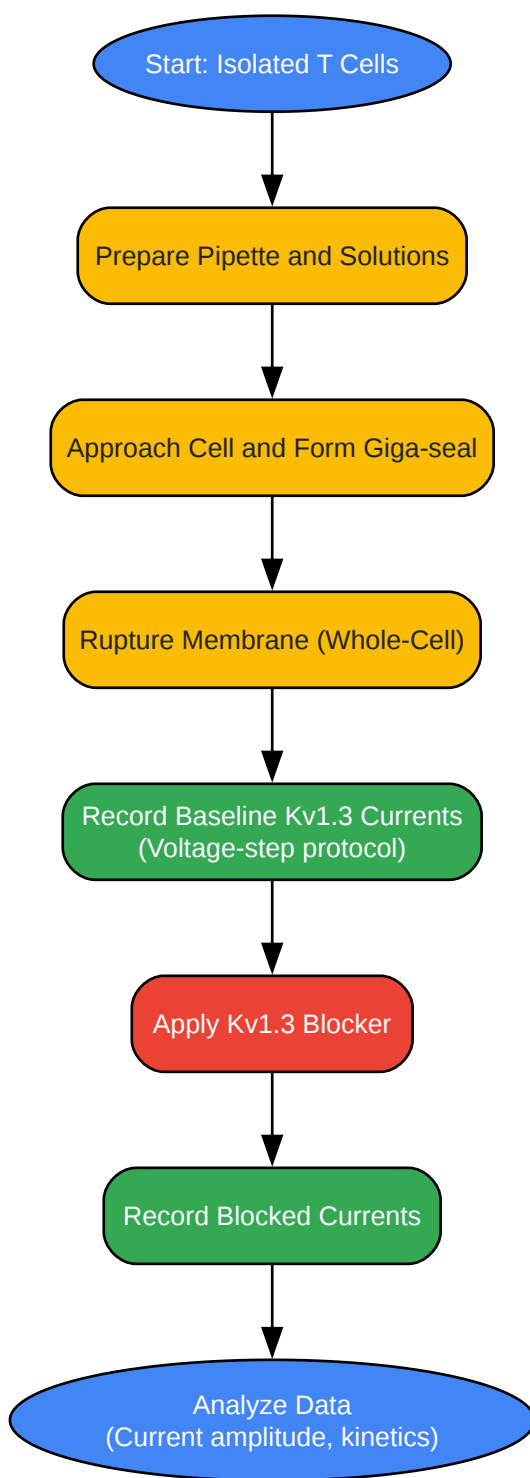 Start: Isolated T Cells
Prepare Pipette and Solutions
Approach Cell and Form Giga-seal
Rupture Membrane (Whole-Cell)
Record Baseline Kv1.3 Currents
(Voltage-step protocol)
Apply Kv1.3 Blocker
Record Blocked Currents
Analyze Data
(Current amplitude, kinetics)